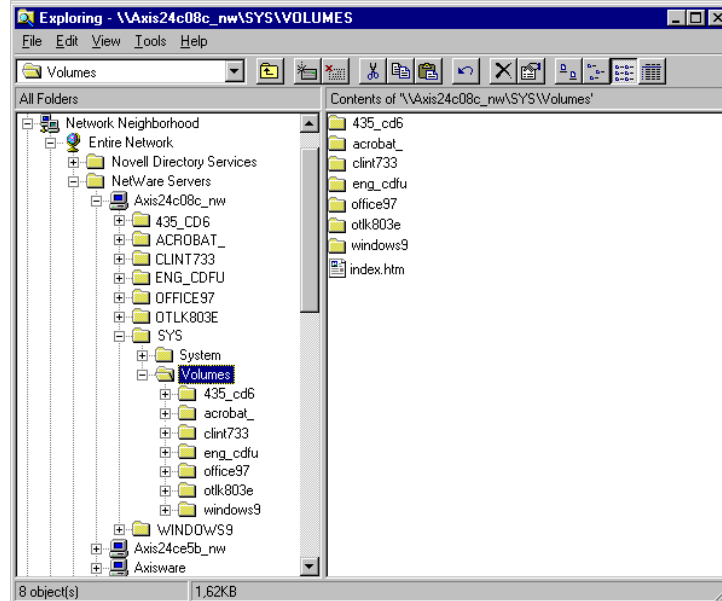 Exploring - \\Axis24c08c_nw\SYS\VOLUMES
File Edit View Tools Help
Volumes
All Folders
Contents of "\\Axis24c08c_nw\SYS\Volumes'
Network Neighborhood
Entire Network
Novell Directory Services
NetWare Servers
Axis24c08c_nw
435_CD6
ACROBAT_
CLINT733
ENG_CDFU
OFFICE97
OTLK803E
SYS
System
Volumes
435_cd6
acrobat_
clint733
eng_cdfu
office97
otlk803e
windows9
WINDOWS9
Axis24ce5b_nw
Axisware
435_cd6
acrobat_
clint733
eng_cdfu
office97
otlk803e
windows9
index.htm
8 object(s)
1,62KB